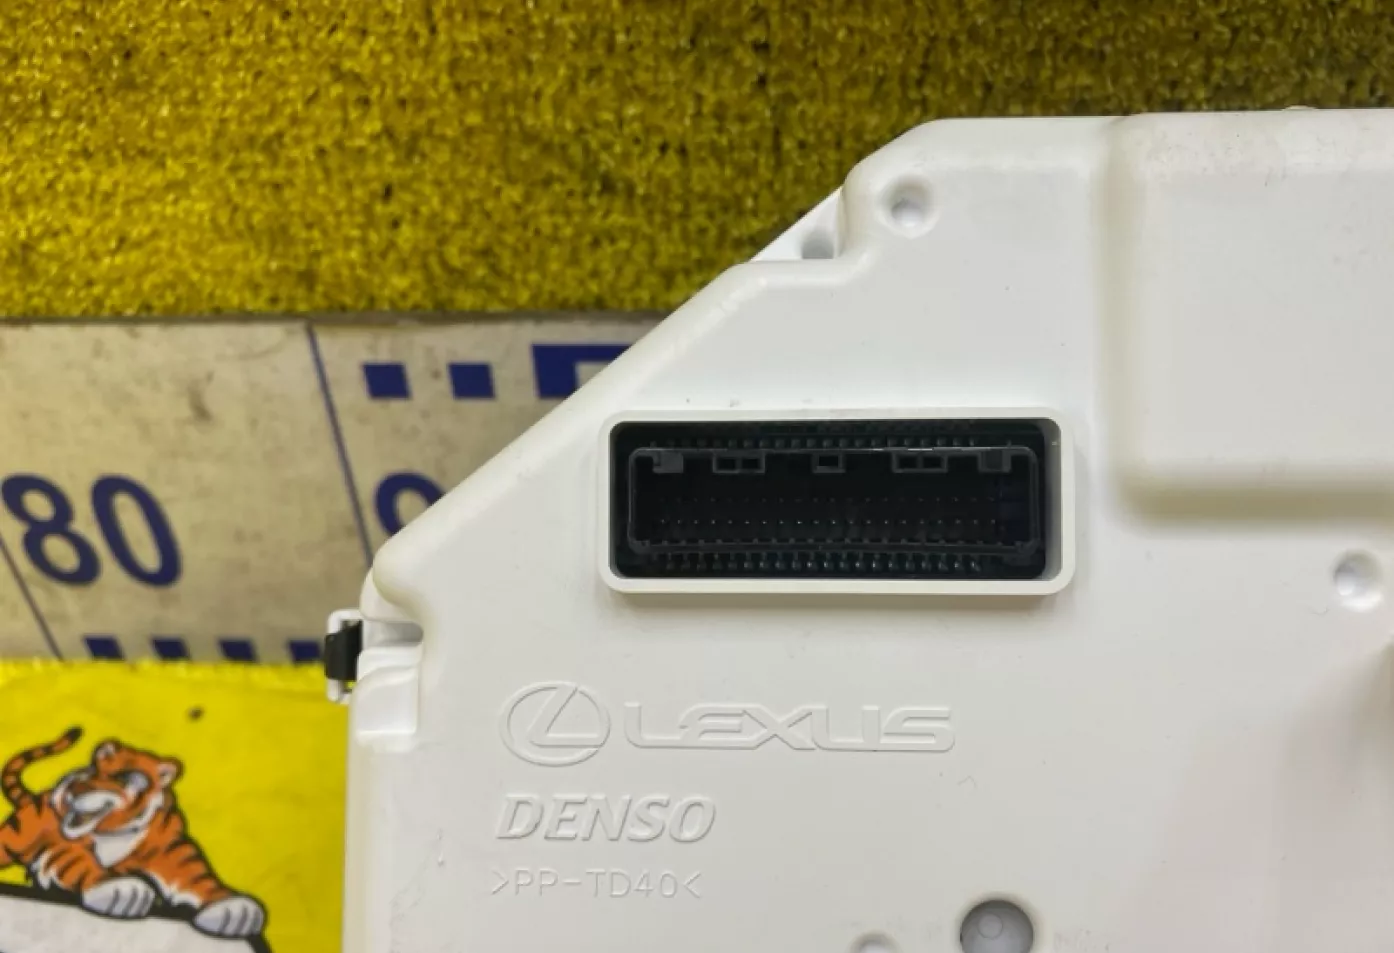 80
LEXUS
DENSO
>PP-TD40<